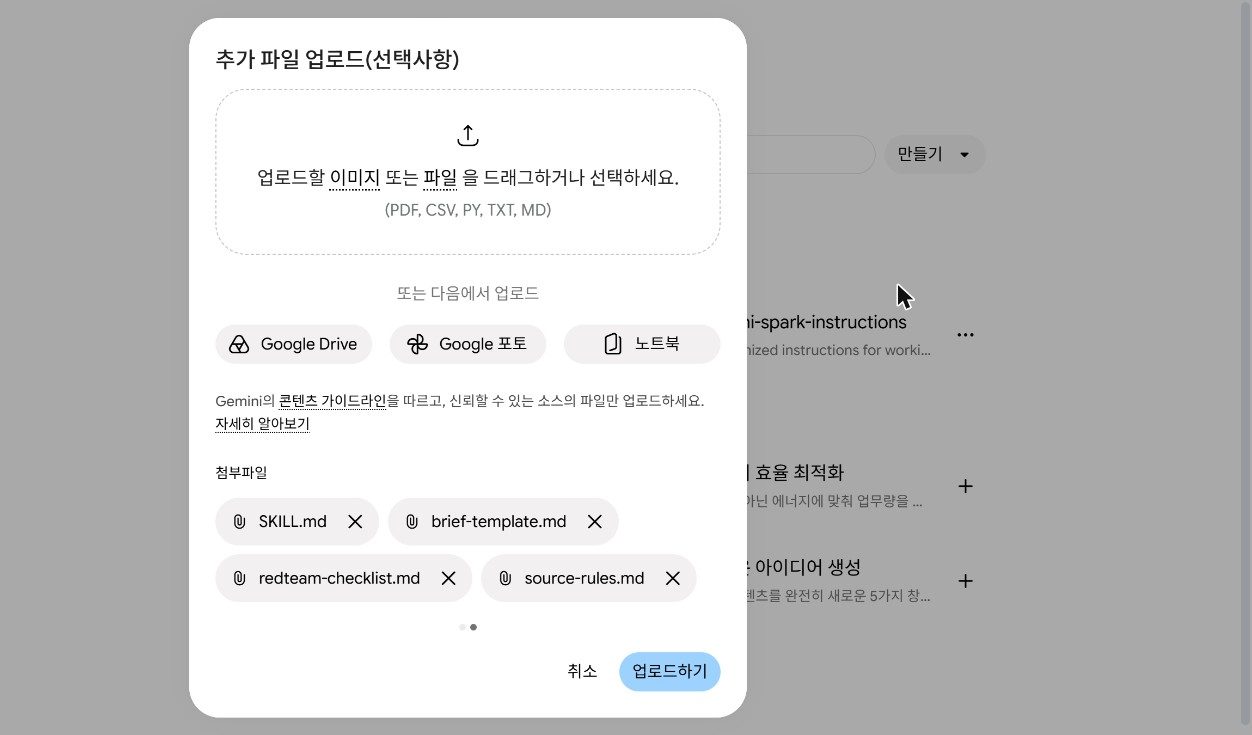 추가 파일 업로드(선택사항)
업로드할 이미지 또는 파일 을 드래그하거나 선택하세요.
(PDF, CSV, PY, TXT, MD)
또는 다음에서 업로드
Google Drive
Google 포토
노트북
Gemini의 콘텐츠 가이드라인을 따르고, 신뢰할 수 있는 소스의 파일만 업로드하세요.
자세히 알아보기
첨부파일
SKILL.md
brief-template.md
redteam-checklist.md
source-rules.md
취소
업로드하기
만들기
ni-spark-instructions
nized instructions for worki...
효율 최적화
아닌 에너지에 맞춰 업무량을 ...
아이디어 생성
텐츠를 완전히 새로운 5가지 창...